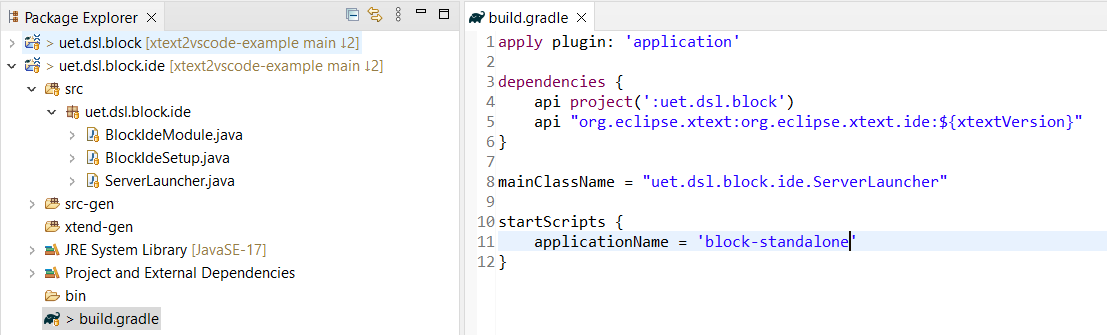 Package Explorer
> uet.dsl.block [xtext2vscode-example main ↓2]
> uet.dsl.block.ide [xtext2vscode-example main ↓2]
src
uet.dsl.block.ide
BlockIdeModule.java
BlockIdeSetup.java
ServerLauncher.java
src-gen
xtend-gen
JRE System Library [JavaSE-17]
Project and External Dependencies
bin
> build.gradle
build.gradle
1 apply plugin: 'application'
2
3 dependencies {
4     api project(':uet.dsl.block')
5     api "org.eclipse.xtext:org.eclipse.xtext.ide:${xtextVersion}"
6 }
7
8 mainClassName = "uet.dsl.block.ide.ServerLauncher"
9
10 startScripts {
11     applicationName = 'block-standalone'
12 }